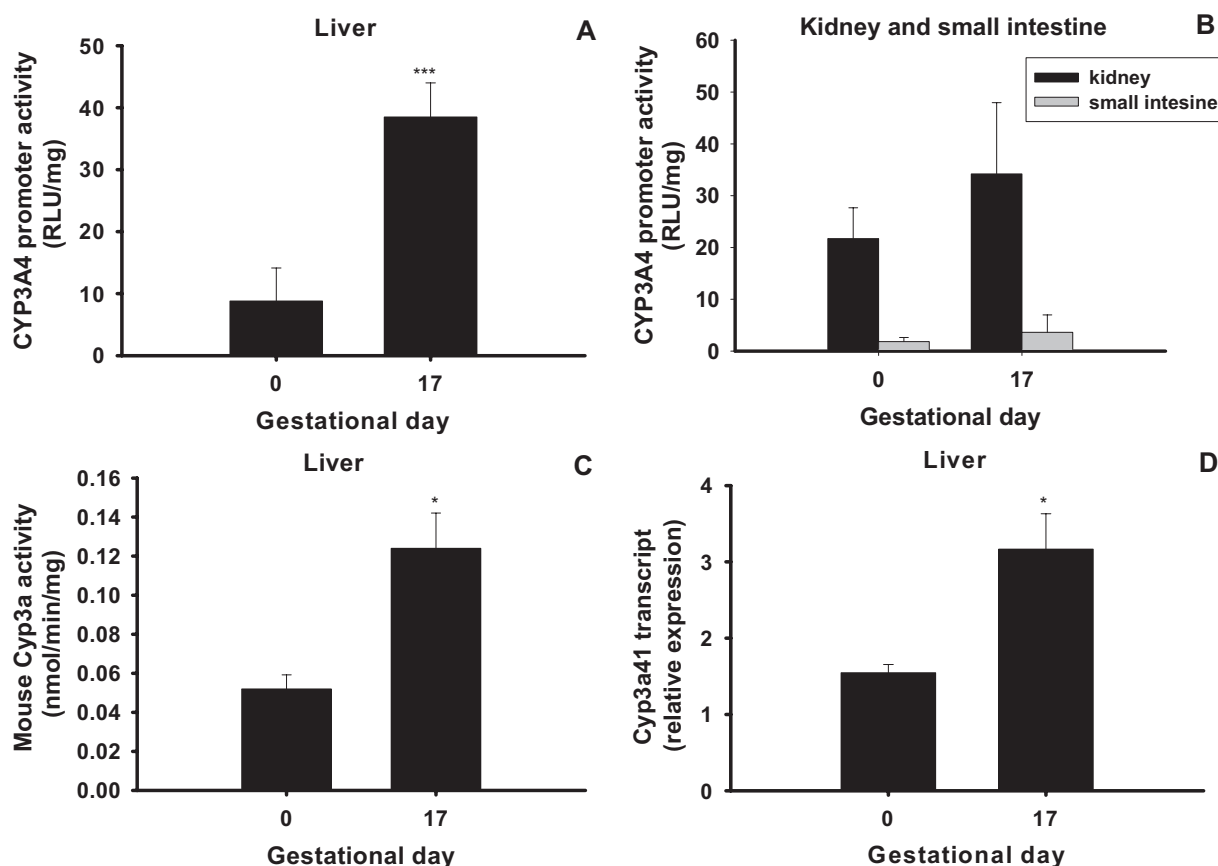 Liver
A
CYP3A4 promoter activity
(RLU/mg)
50
40
30
20
10
0
***
0
17
Gestational day
Kidney and small intestine
B
CYP3A4 promoter activity
(RLU/mg)
60
50
40
30
20
10
0
kidney
small intesine
0
17
Gestational day
Liver
C
Mouse Cyp3a activity
(nmol/min/mg)
0.16
0.14
0.12
0.10
0.08
0.06
0.04
0.02
0.00
*
0
17
Gestational day
Liver
D
Cyp3a41 transcript
(relative expression)
4
3
2
1
0
*
0
17
Gestational day